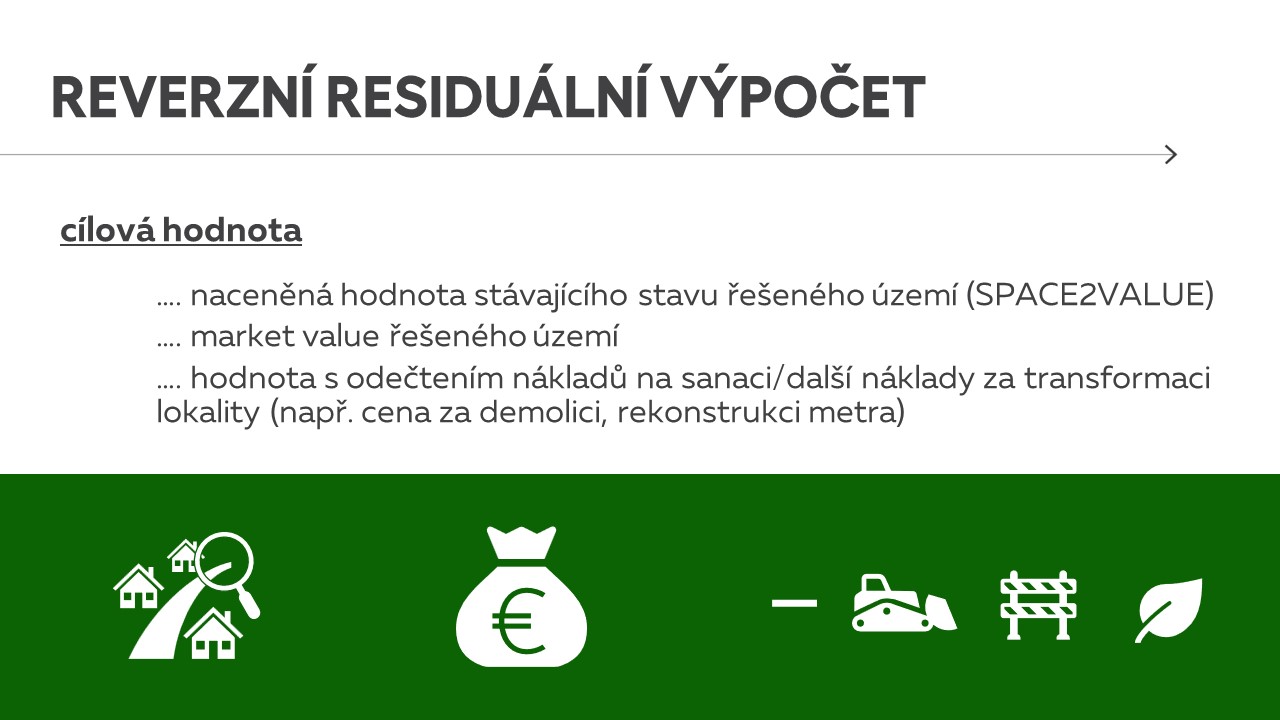 REVERZNÍ RESIDUÁLNÍ VÝPOČET
cílová hodnota
.... naceněná hodnota stávajícího stavu řešeného území (SPACE2VALUE)
.... market value řešeného území
.... hodnota s odečtením nákladů na sanaci/další náklady za transformaci
lokality (např. cena za demolici, rekonstrukci metra)
€